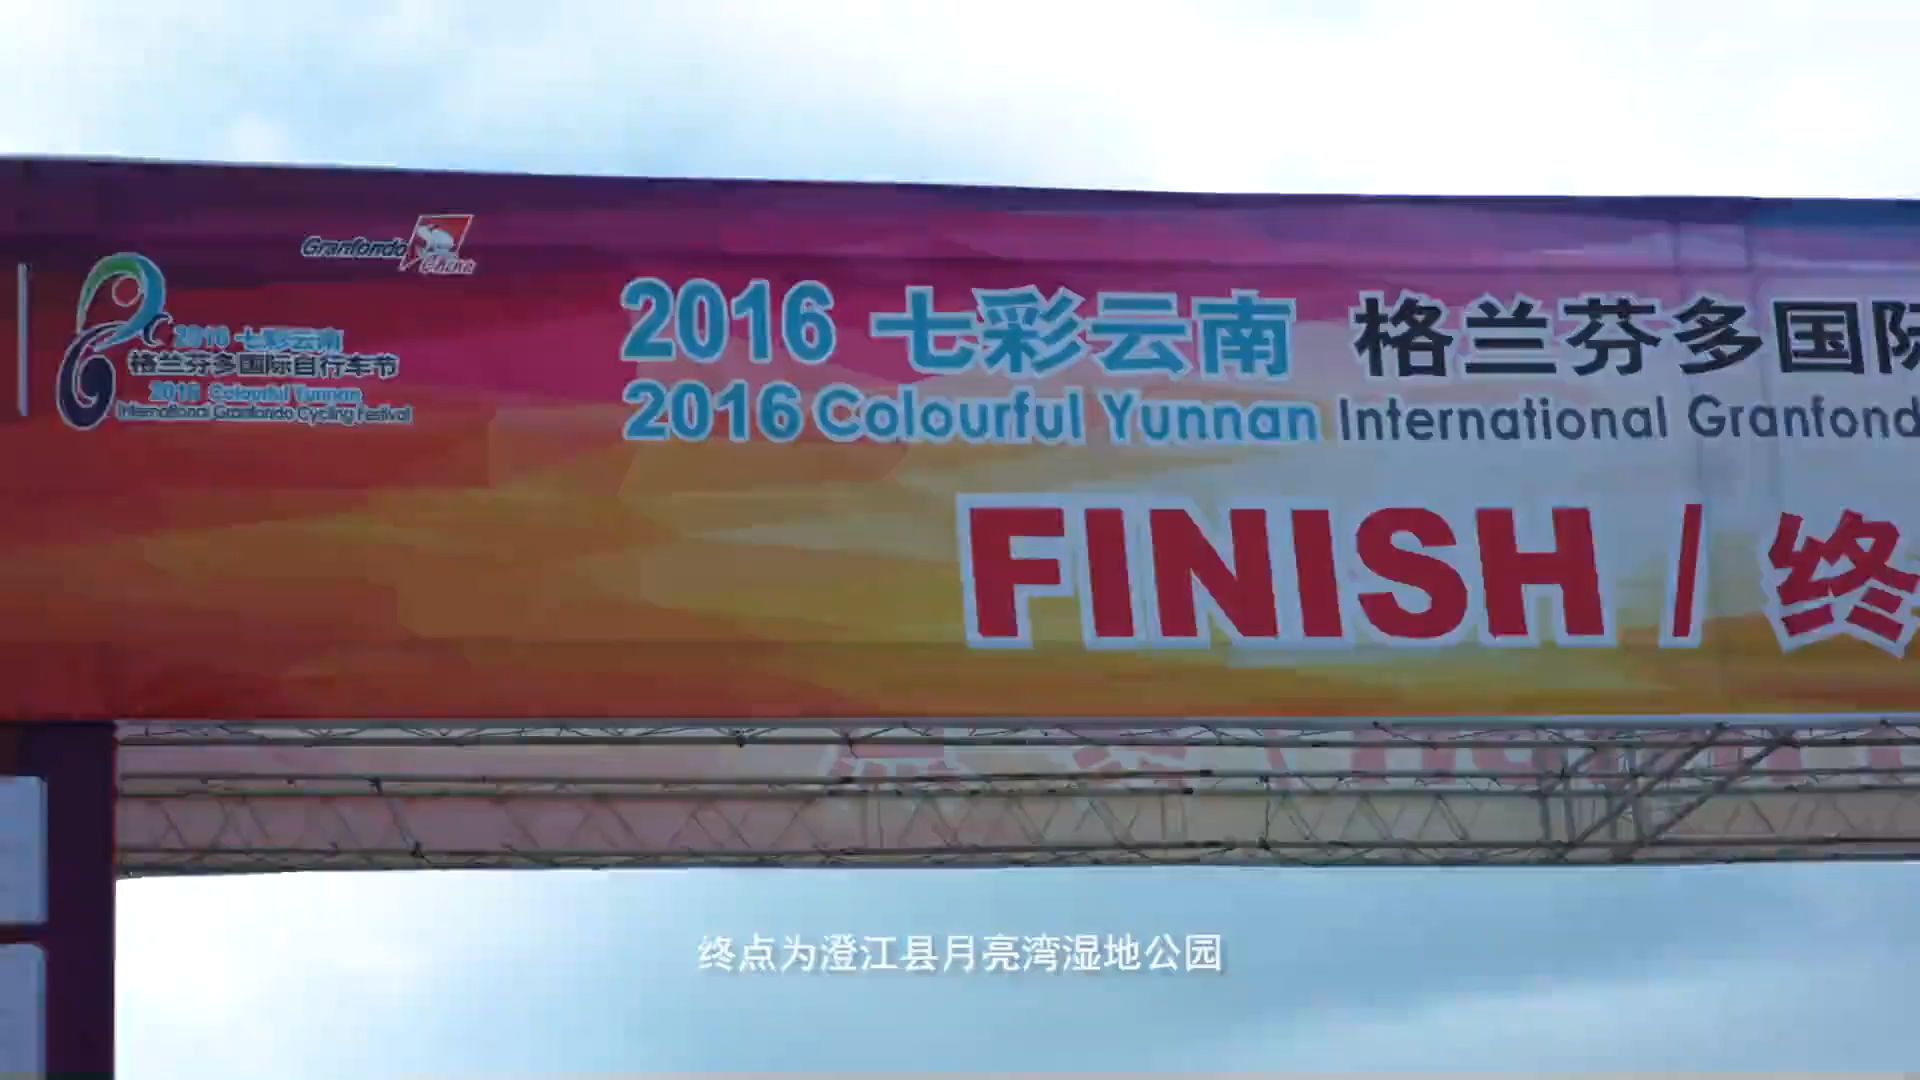 Granfondo
China
2016 七彩云南
格兰芬多国际自行车节
2016 Colourful Yunnan
International Granfondo Cycling Festival
2016 七彩云南 格兰芬多国际
2016 Colourful Yunnan International Granfond
FINISH / 终
终点为澄江县月亮湾湿地公园